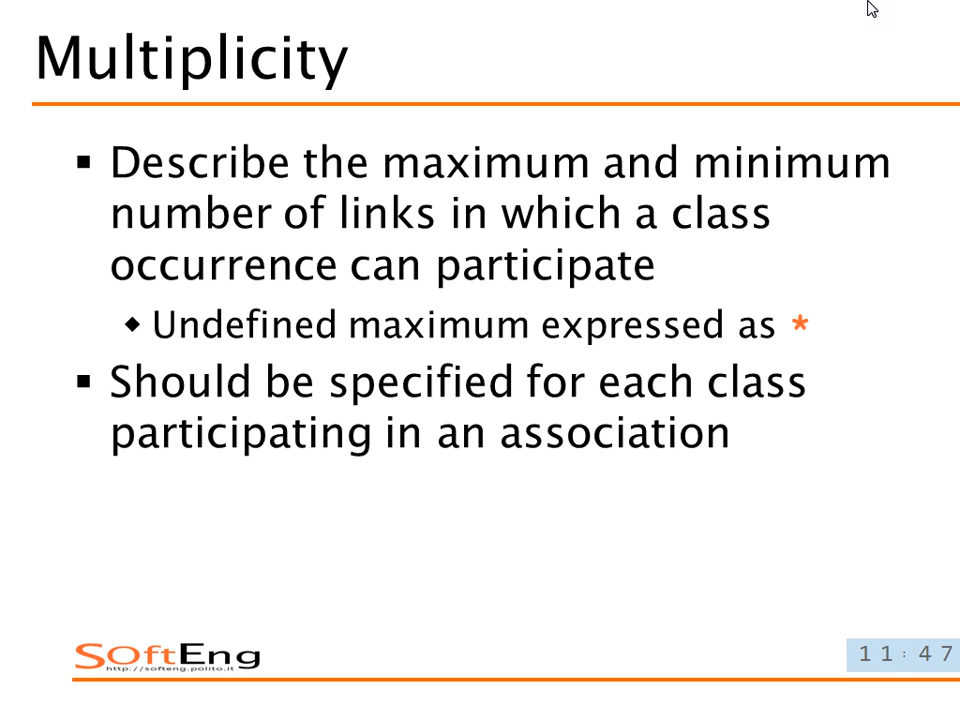 Multiplicity
▪ Describe the maximum and minimum
number of links in which a class
occurrence can participate
◆ Undefined maximum expressed as *
▪ Should be specified for each class
participating in an association
SOftEng
http://softeng.polito.it
11:47